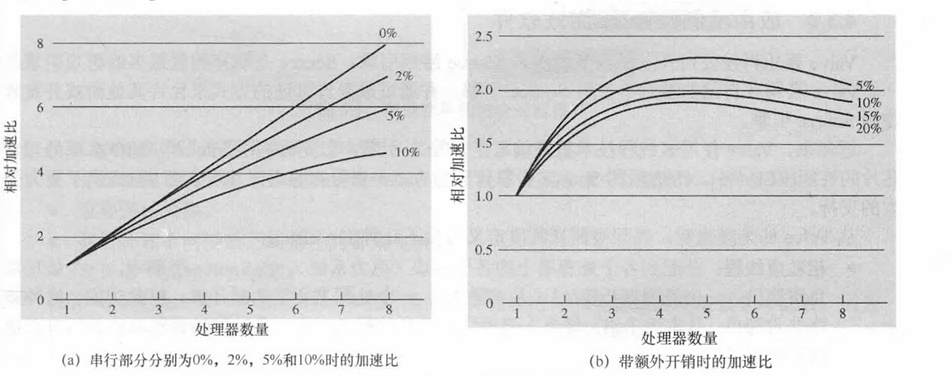 8
6
4
2
0
相对加速比
0%
2%
5%
10%
1 2 3 4 5 6 7 8
处理器数量
(a) 串行部分分别为0%，2%，5%和10%时的加速比
2.5
2.0
1.5
1.0
0.5
0
相对加速比
5%
10%
15%
20%
1 2 3 4 5 6 7 8
处理器数量
(b) 带额外开销时的加速比